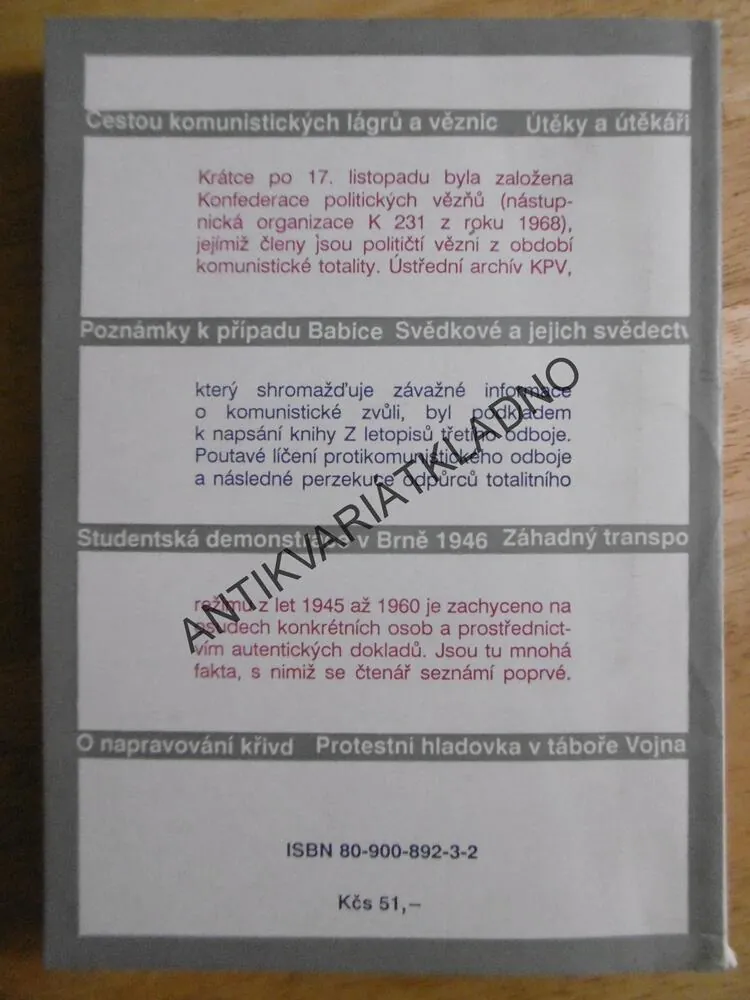 Cestou komunistických lágrů a věznic Útěky a útěkáři
Krátce po 17. listopadu byla založena
Konfederace politických vězňů (nástup-
nická organizace K 231 z roku 1968),
jejímiž členy jsou političtí vězni z období
komunistické totality. Ústřední archív KPV,
Poznámky k případu Babice Svědkové a jejich svědectv
který shromažďuje závažné informace
o komunistické zvůli, byl podkladem
k napsání knihy Z letopisů třetího odboje.
Poutavé líčení protikomunistického odboje
a následné perzekuce odpůrců totalitního
Studentská demonstrace v Brně 1946 Záhadný transpo
režimu z let 1945 až 1960 je zachyceno na
osudech konkrétních osob a prostřednict-
vím autentických dokladů. Jsou tu mnohá
fakta, s nimiž se čtenář seznámí poprvé.
O napravování křivd Protestni hladovka v táboře Vojna
ISBN 80-900-892-3-2
Kčs 51,–
ANTIKVARIÁTKLADNO